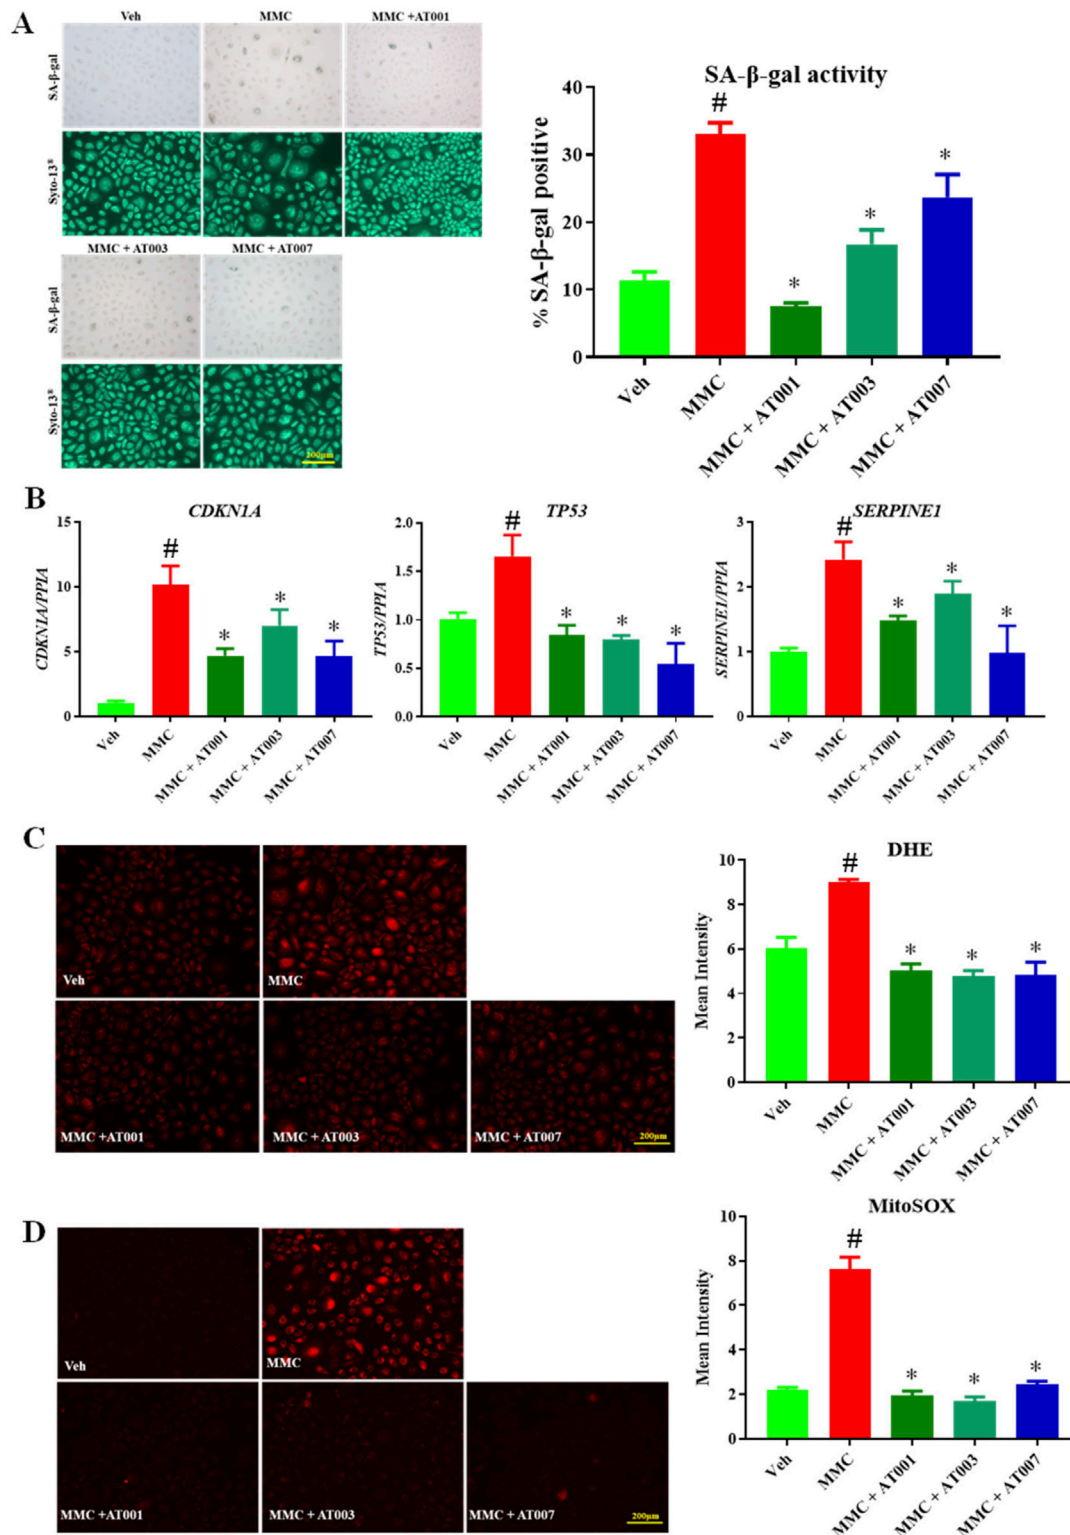 A
Veh
MMC
MMC +AT001
SA-β-gal
Syto-13®
MMC + AT003
MMC + AT007
SA-β-gal
Syto-13®
200μm
SA-β-gal activity
% SA-β-gal positive
40
30
20
10
0
#
*
*
*
Veh
MMC
MMC + AT001
MMC + AT003
MMC + AT007
B
CDKN1A
CDKN1A/PPIA
15
10
5
0
#
*
*
*
Veh
MMC
MMC + AT001
MMC + AT003
MMC + AT007
TP53
TP53/PPIA
2.0
1.5
1.0
0.5
0.0
#
*
*
*
Veh
MMC
MMC + AT001
MMC + AT003
MMC + AT007
SERPINE1
SERPINE1/PPIA
3
2
1
0
#
*
*
*
Veh
MMC
MMC + AT001
MMC + AT003
MMC + AT007
C
Veh
MMC
MMC +AT001
MMC + AT003
MMC + AT007
200μm
DHE
Mean Intensity
10
8
6
4
2
0
#
*
*
*
Veh
MMC
MMC + AT001
MMC + AT003
MMC + AT007
D
Veh
MMC
MMC +AT001
MMC + AT003
MMC + AT007
200μm
MitoSOX
Mean Intensity
8
6
4
2
0
#
*
*
*
Veh
MMC
MMC + AT001
MMC + AT003
MMC + AT007